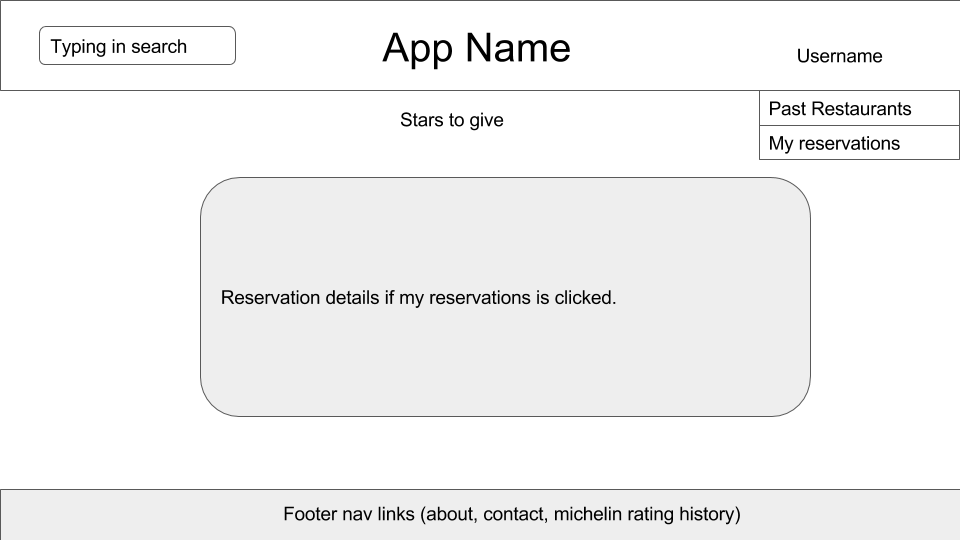 Typing in search
App Name
Username
Past Restaurants
Stars to give
My reservations
Reservation details if my reservations is clicked.
Footer nav links (about, contact, michelin rating history)